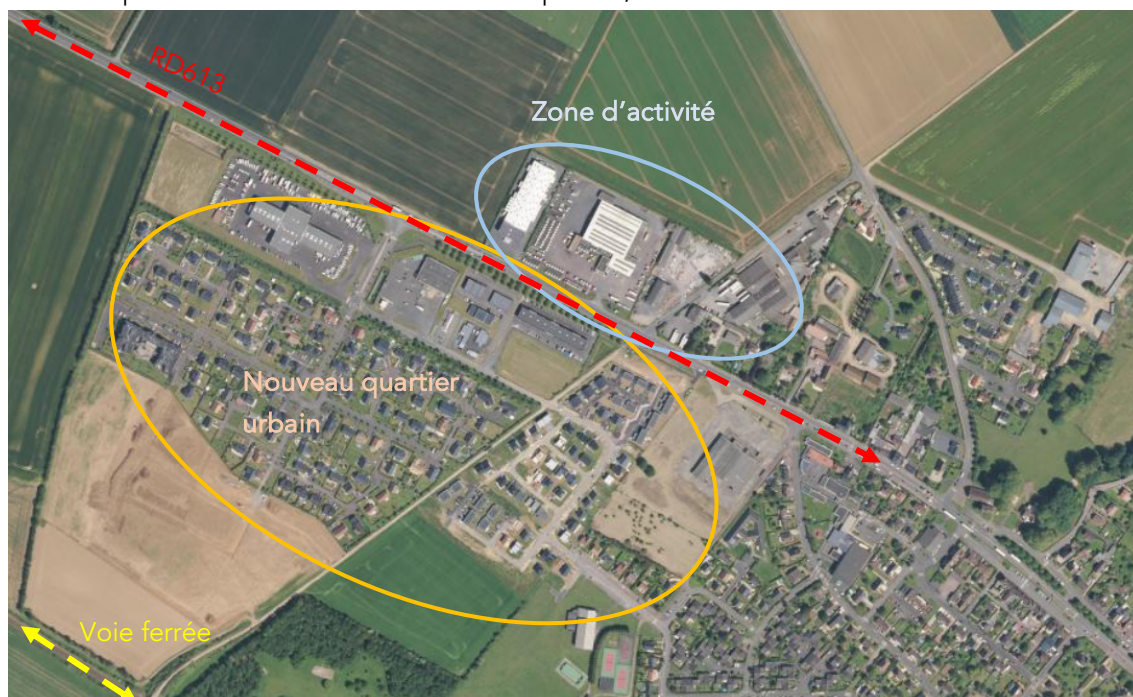 RD613
Zone d'activité
Nouveau quartier
urbain
Voie ferrée